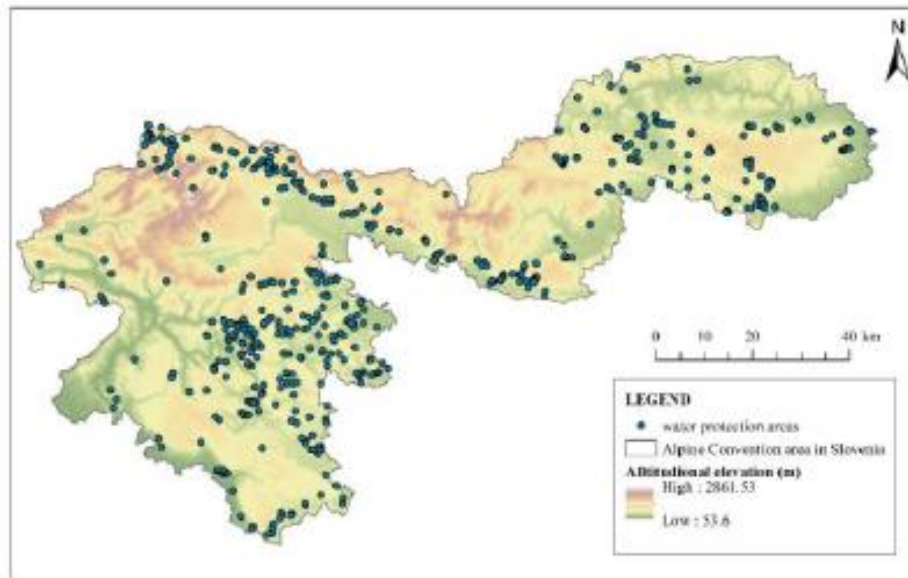 N
0 10 20 40 km
LEGEND
water protection areas
Alpine Convention area in Slovenia
Altitudional elevation (m)
High : 2861.53
Low : 53.6